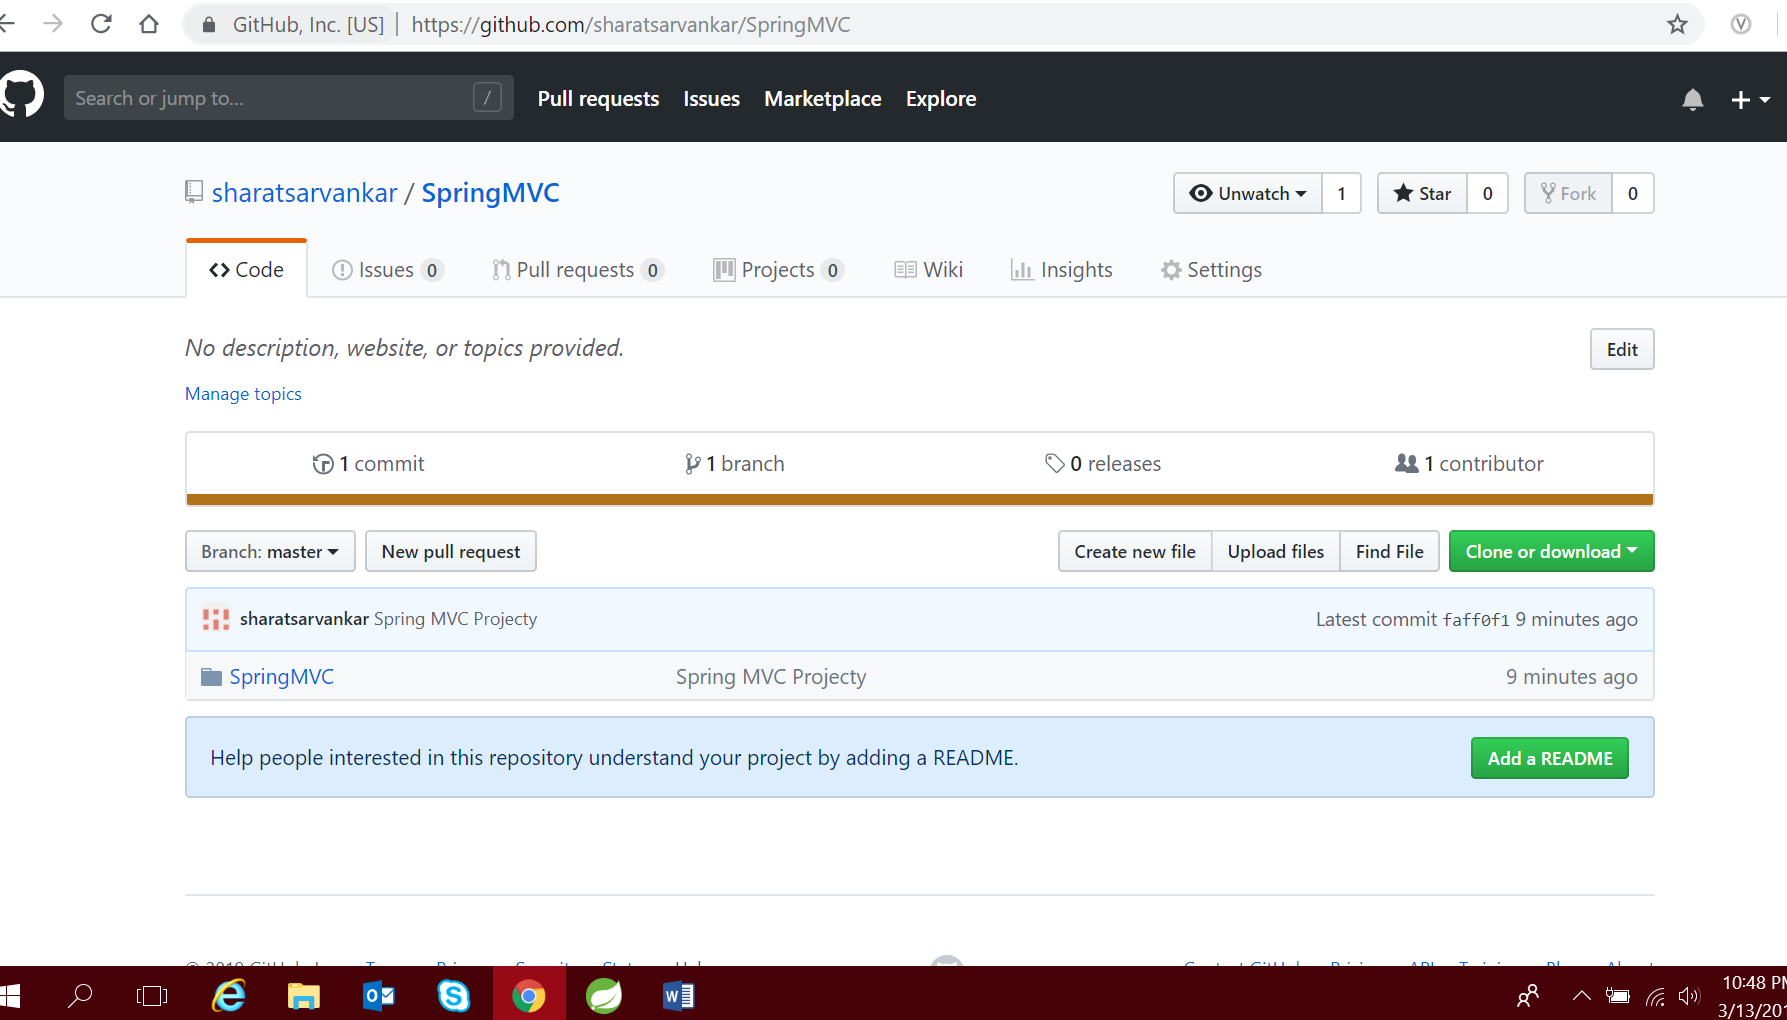 GitHub, Inc. [US] | https://github.com/sharatsarvankar/SpringMVC
Search or jump to... / Pull requests Issues Marketplace Explore
sharatsarvankar / SpringMVC Unwatch 1 Star 0 Fork 0
Code Issues 0 Pull requests 0 Projects 0 Wiki Insights Settings
No description, website, or topics provided. Edit
Manage topics
1 commit 1 branch 0 releases 1 contributor
Branch: master New pull request Create new file Upload files Find File Clone or download
sharatsarvankar Spring MVC Projecty Latest commit faff0f1 9 minutes ago
SpringMVC Spring MVC Projecty 9 minutes ago
Help people interested in this repository understand your project by adding a README. Add a README
10:48 PM
3/13/201